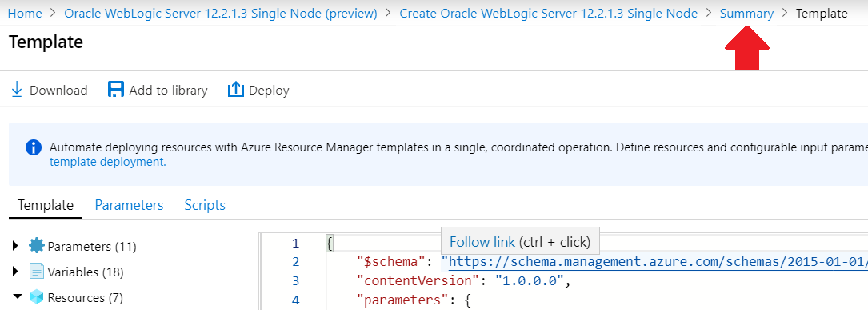 Home > Oracle WebLogic Server 12.2.1.3 Single Node (preview) > Create Oracle WebLogic Server 12.2.1.3 Single Node > Summary > Template
Template
Download Add to library Deploy
Automate deploying resources with Azure Resource Manager templates in a single, coordinated operation. Define resources and configurable input parame
template deployment.
Template Parameters Scripts
Parameters (11)
Variables (18)
Resources (7)
Follow link (ctrl + click)
1 {
2 "$schema": "https://schema.management.azure.com/schemas/2015-01-01/
3 "contentVersion": "1.0.0.0",
4 "parameters": {